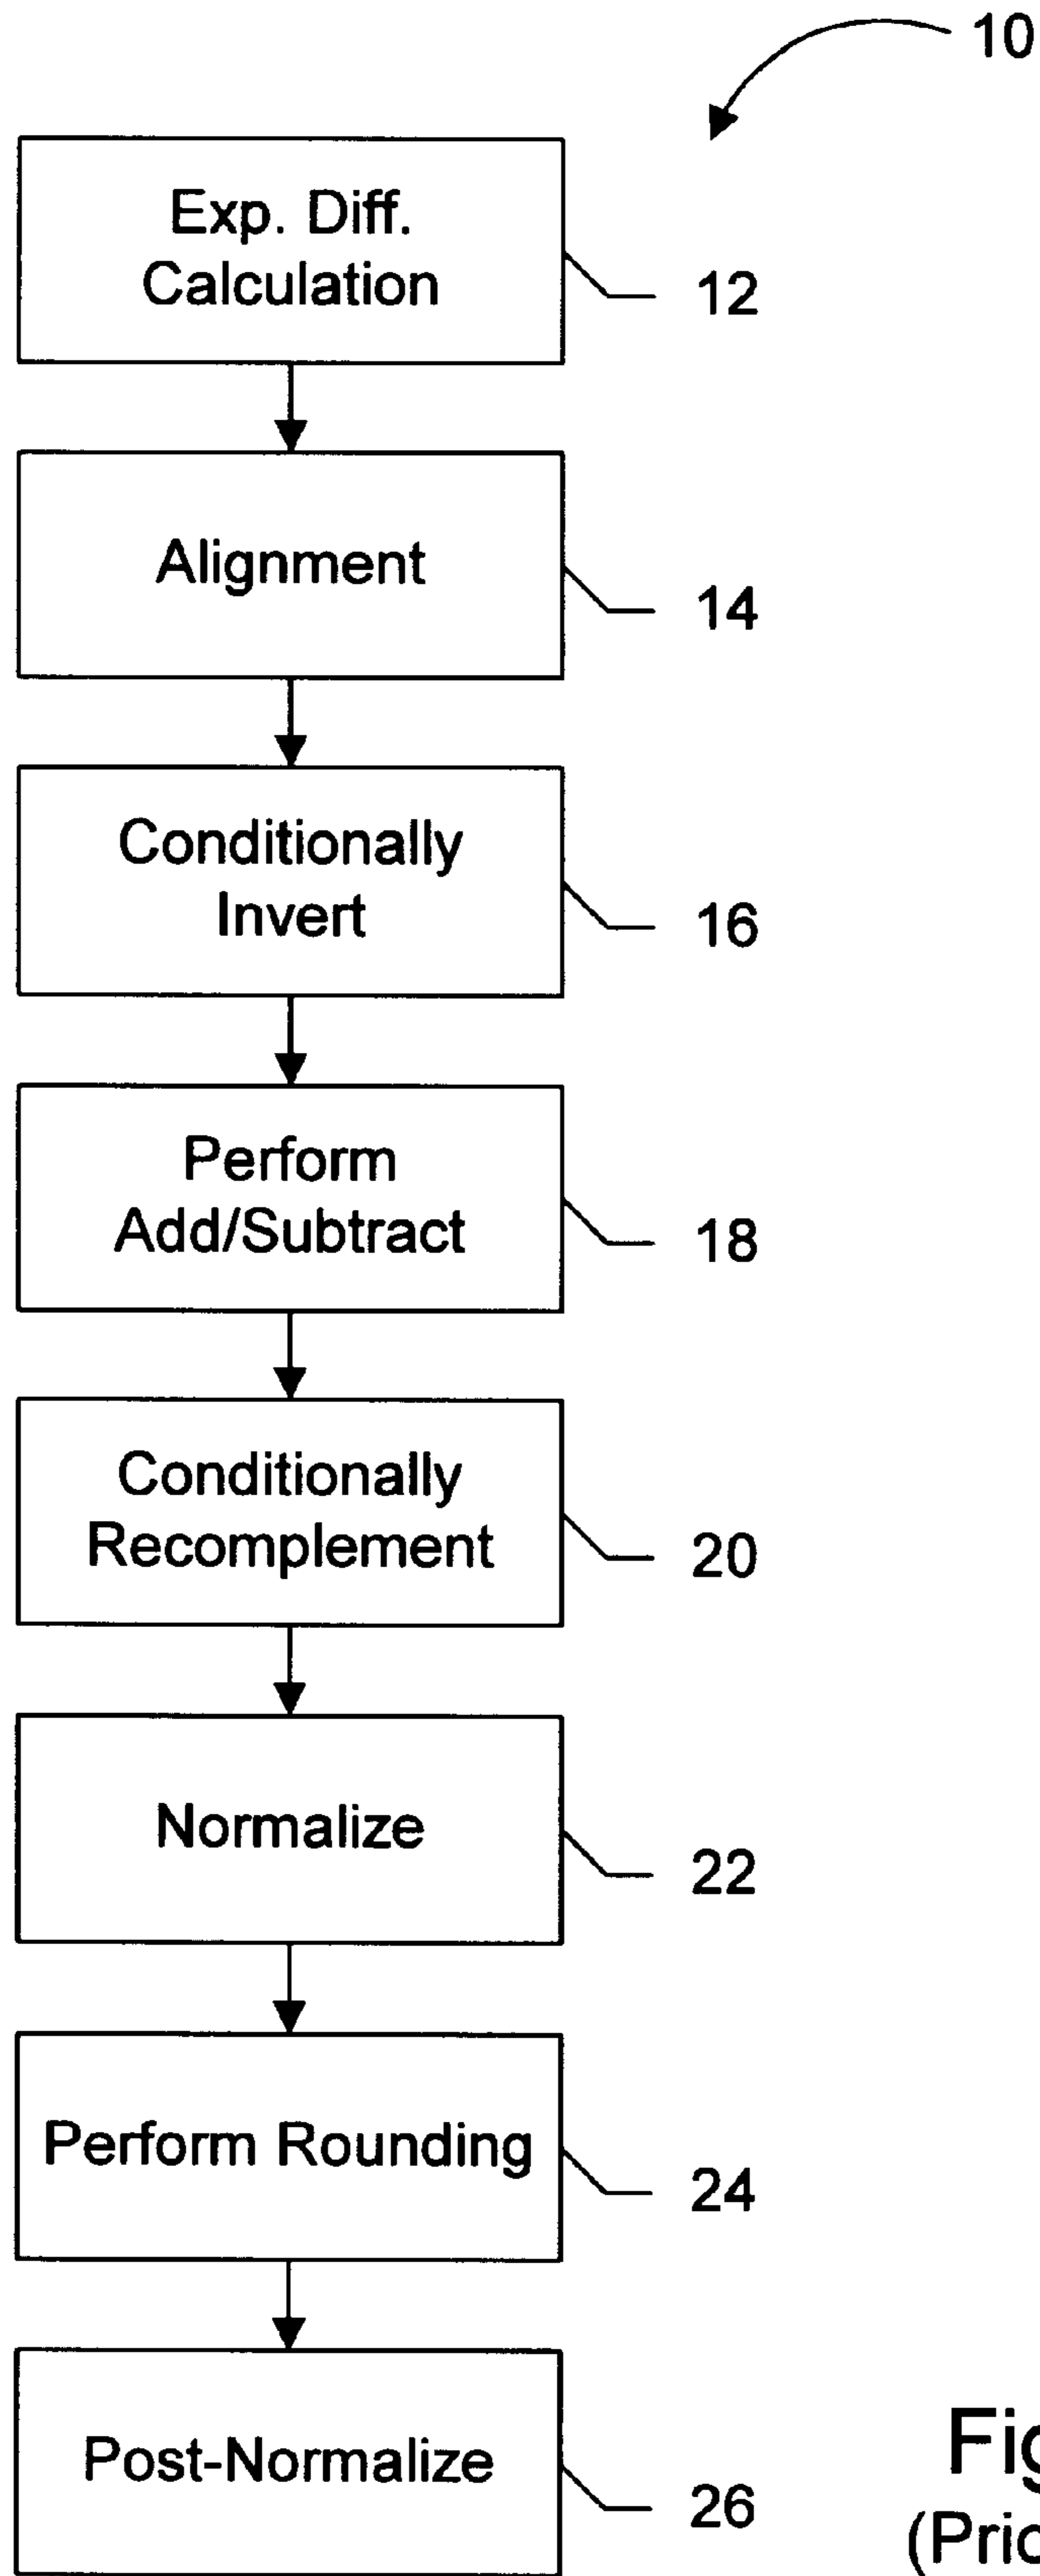 10
Exp. Diff.
Calculation
12
Alignment
14
Conditionally
Invert
16
Perform
Add/Subtract
18
Conditionally
Recomplement
20
Normalize
22
Perform Rounding
24
Post-Normalize
26